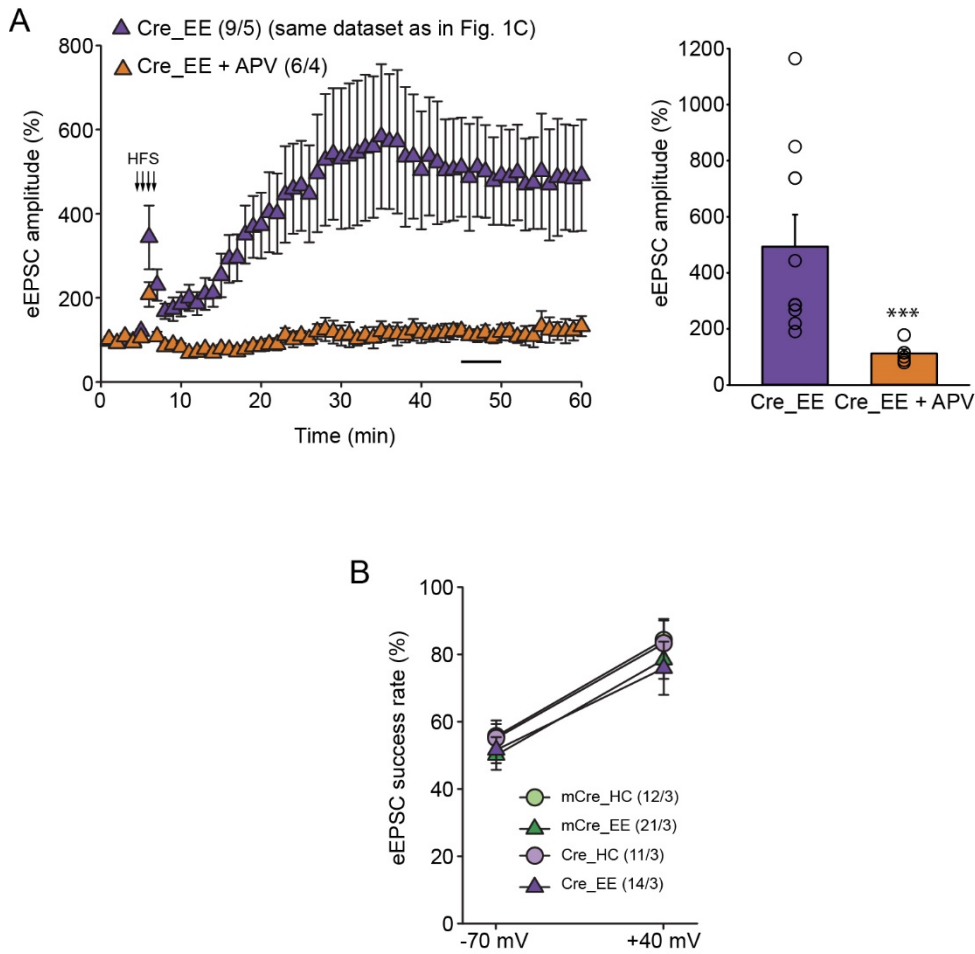 A
Cre_EE (9/5) (same dataset as in Fig. 1C)
Cre_EE + APV (6/4)
eEPSC amplitude (%)
800
600
400
200
0
HFS
0 10 20 30 40 50 60
Time (min)
eEPSC amplitude (%)
1200
1000
800
600
400
200
0
***
Cre_EE Cre_EE + APV
B
eEPSC success rate (%)
100
80
60
40
20
0
mCre_HC (12/3)
mCre_EE (21/3)
Cre_HC (11/3)
Cre_EE (14/3)
-70 mV +40 mV